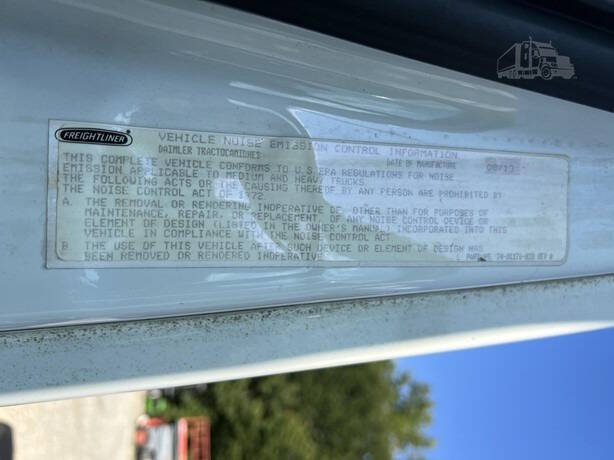 FREIGHTLINER
VEHICLE NOISE EMISSION CONTROL INFORMATION
DAIMLER TRACTOCAMIONES
DATE OF MANUFACTURE
THIS COMPLETE VEHICLE CONFORMS TO U.S.EPA REGULATIONS FOR NOISE
EMISSION APPLICABLE TO MEDIUM AND HEAVY TRUCKS.
THE FOLLOWING ACTS OR THE CAUSING THEREOF BY ANY PERSON ARE PROHIBITED BY
THE NOISE CONTROL ACT OF 1972
A. THE REMOVAL OR RENDERING INOPERATIVE OF, OTHER THAN FOR PURPOSES OF
MAINTENANCE, REPAIR, OR REPLACEMENT, OF ANY NOISE CONTROL DEVICE OR
ELEMENT OF DESIGN (LISTED IN THE OWNER'S MANUAL) INCORPORATED INTO THIS
VEHICLE IN COMPLIANCE WITH THE NOISE CONTROL ACT.
B. THE USE OF THIS VEHICLE AFTER SUCH DEVICE OR ELEMENT OF DESIGN HAS
BEEN REMOVED OR RENDERED INOPERATIVE